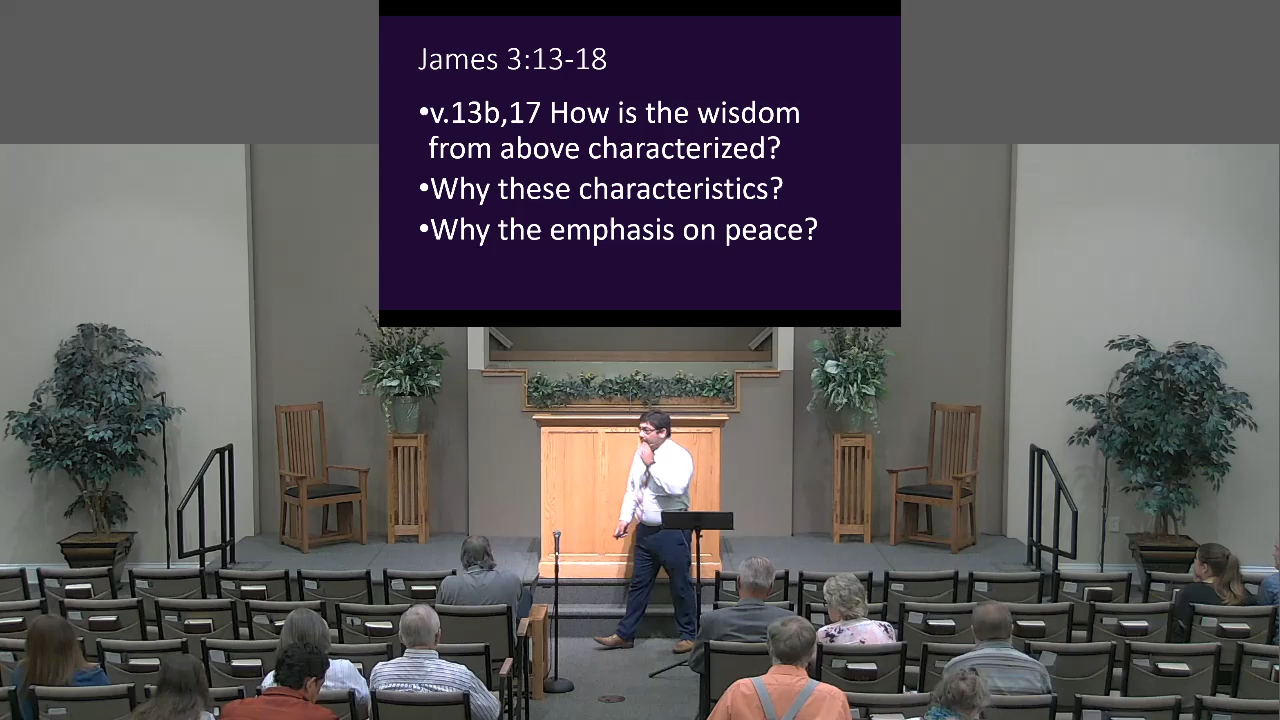 James 3:13-18
•v.13b,17 How is the wisdom
from above characterized?
•Why these characteristics?
•Why the emphasis on peace?